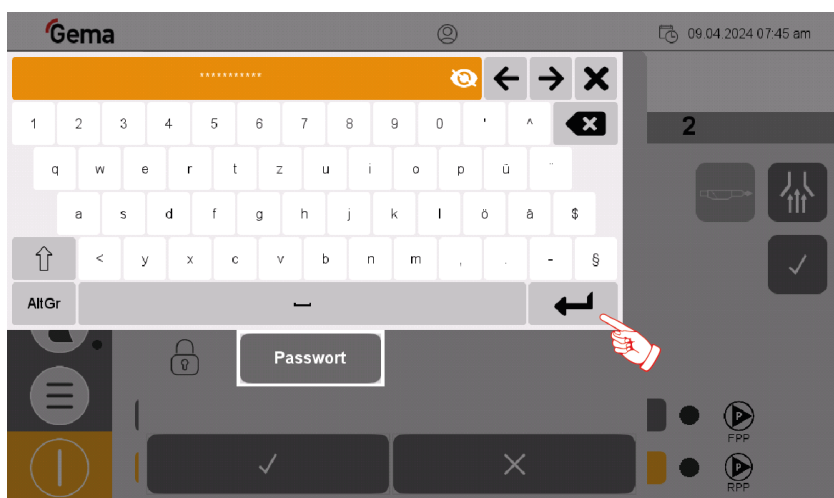 Gema
09.04.2024 07:45 am
***********
1 2 3 4 5 6 7 8 9 0 ' ^
2
q w e r t z u i o p ü ¨
a s d f g h j k l ö ä $
< y x c v b n m , . - §
AltGr
Passwort
P
FPP
P
RPP